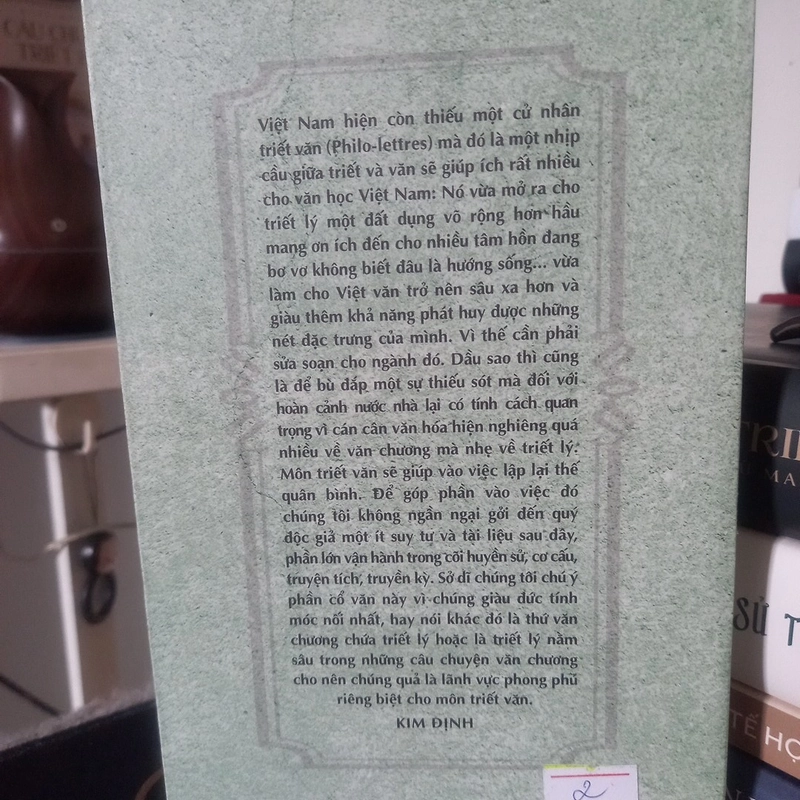 Việt Nam hiện còn thiếu một cử nhân
triết văn (Philo-lettres) mà đó là một nhịp
cầu giữa triết và văn sẽ giúp ích rất nhiều
cho văn học Việt Nam: Nó vừa mở ra cho
triết lý một đất dụng võ rộng hơn hầu
mang ơn ích đến cho nhiều tâm hồn đang
bơ vơ không biết đâu là hướng sống... vừa
làm cho Việt văn trở nên sâu xa hơn và
giàu thêm khả năng phát huy được những
nét đặc trưng của mình. Vì thế cần phải
sửa soạn cho ngành đó. Dầu sao thì cũng
là để bù đắp một sự thiếu sót mà đối với
hoàn cảnh nước nhà lại có tính cách quan
trọng vì cán cân văn hóa hiện nghiêng quá
nhiều về văn chương mà nhẹ về triết lý.
Môn triết văn sẽ giúp vào việc lập lại thế
quân bình. Để góp phần vào việc đó
chúng tôi không ngần ngại gởi đến quý
độc giả một ít suy tư và tài liệu sau đây,
phần lớn vận hành trong cõi huyền sử, cơ cấu,
truyện tích, truyền kỳ. Sở dĩ chúng tôi chú ý
phần cổ văn này vì chúng giàu đức tính
móc nối nhất, hay nói khác đó là thứ văn
chương chứa triết lý hoặc là triết lý nằm
sâu trong những câu chuyện văn chương
cho nên chúng quả là lãnh vực phong phú
riêng biệt cho môn triết văn.
KIM ĐỊNH
2
CÂU CH
TRIẾT
TRI
MA
SỬ T
TẾ HỌ